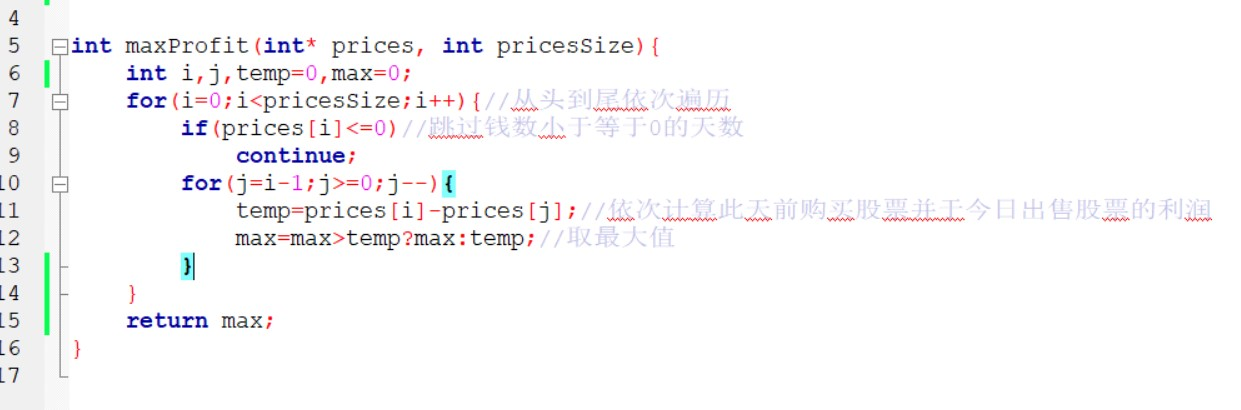 4
5 int maxProfit(int* prices, int pricesSize){
6 int i,j,temp=0,max=0;
7 for(i=0;i<pricesSize;i++){//从头到尾依次遍历
8 if(prices[i]<=0)//跳过钱数小于等于0的天数
9 continue;
10 for(j=i-1;j>=0;j--){
11 temp=prices[i]-prices[j];//依次计算此天前购买股票并于今日出售股票的利润
12 max=max>temp?max:temp;//取最大值
13 }
14 }
15 return max;
16 }
17